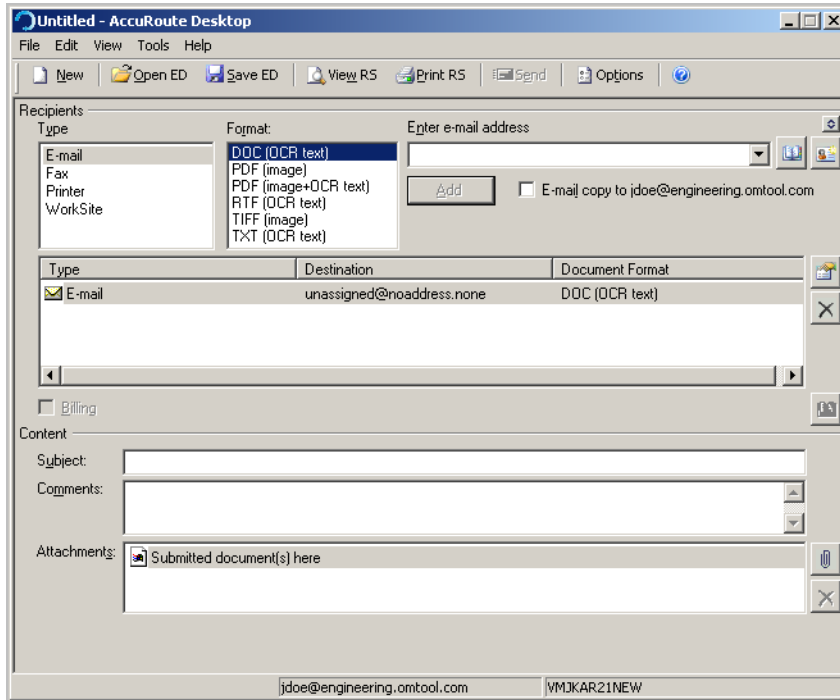 Untitled - AccuRoute Desktop
File Edit View Tools Help
New Open ED Save ED View RS Print RS Send Options
Recipients
Type Format: Enter e-mail address
E-mail
Fax
Printer
WorkSite
DOC (OCR text)
PDF (image)
PDF (image+OCR text)
RTF (OCR text)
TIFF (image)
TXT (OCR text)
Add E-mail copy to jdoe@engineering.omtool.com
Type Destination Document Format
E-mail unassigned@noaddress.none DOC (OCR text)
Billing
Content
Subject:
Comments:
Attachments: Submitted document(s) here
jdoe@engineering.omtool.com VMJKAR21NEW